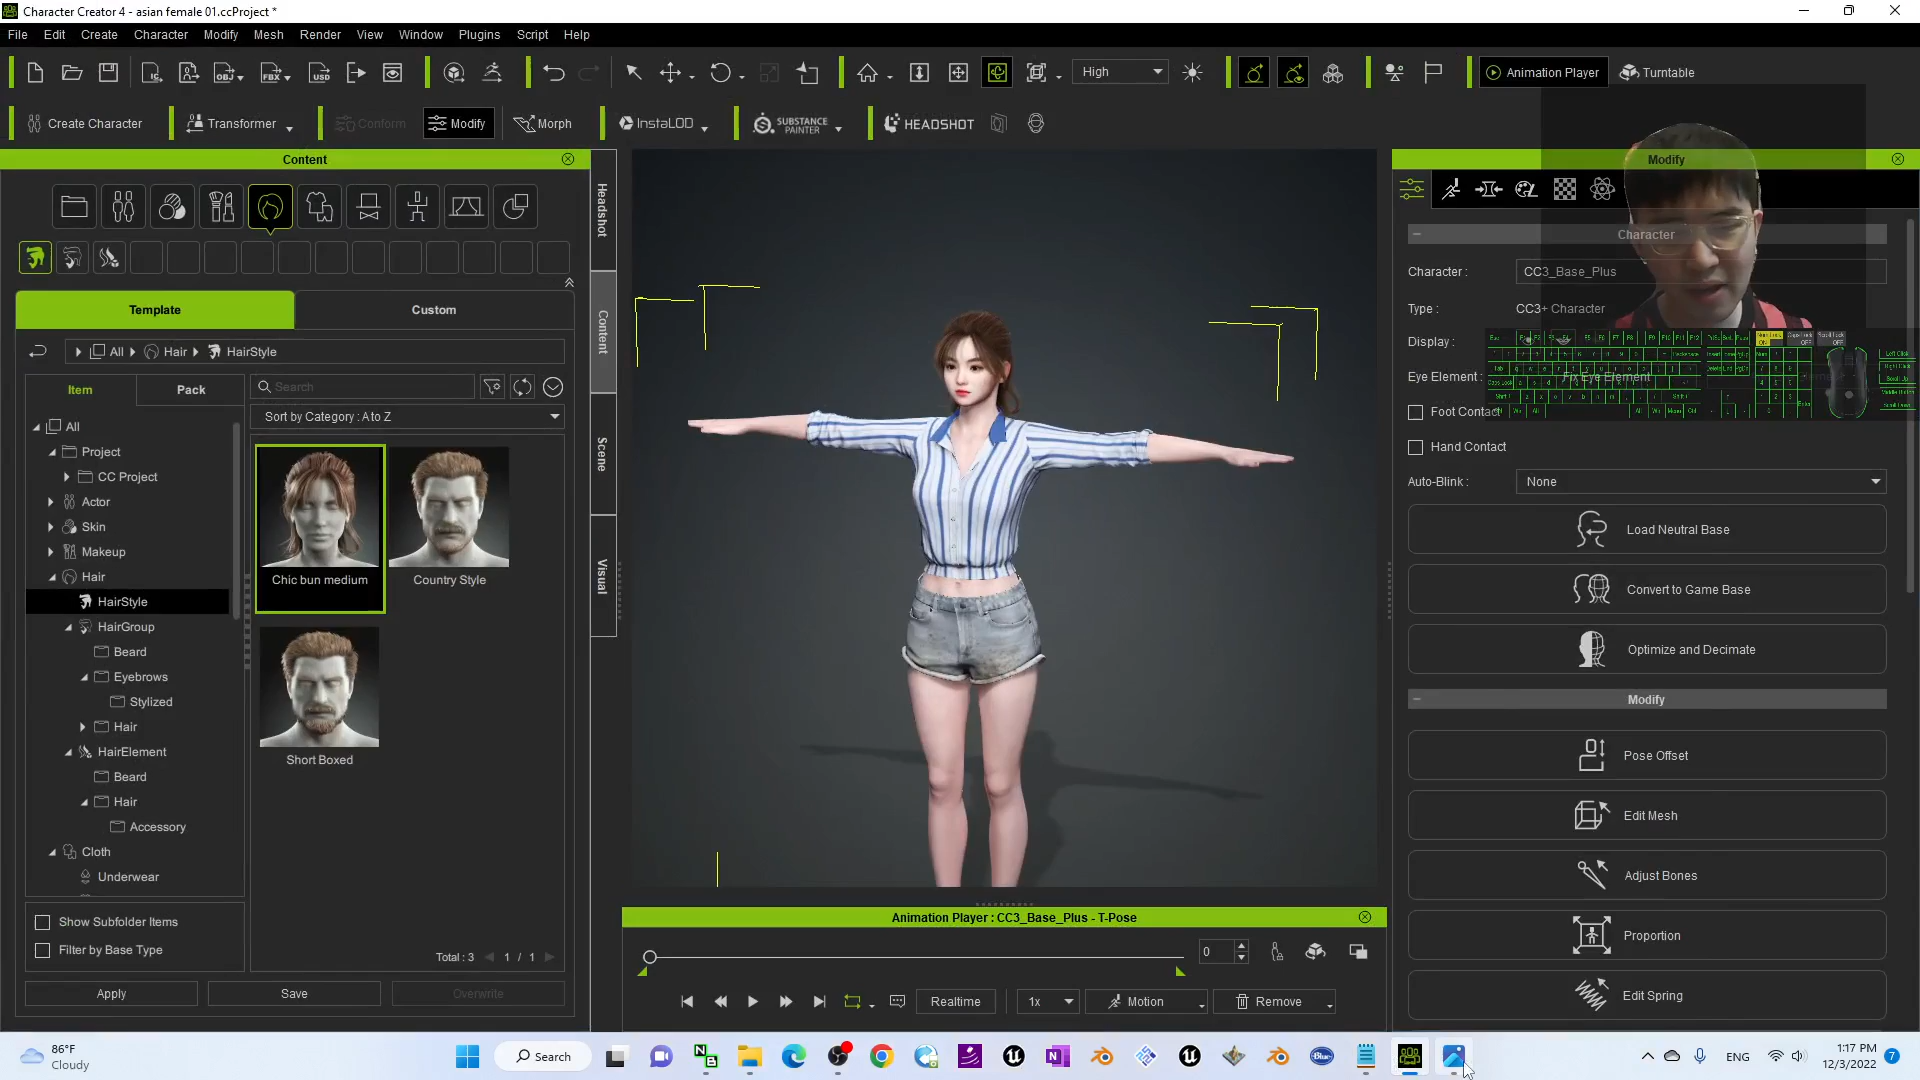 Character Creator 4 - asian female 01.ccProject *
File Edit Create Character Modify Mesh Render View Window Plugins Script Help
High
Animation Player
Turntable
Create Character
Transformer
Conform
Modify
Morph
InstaLOD
SUBSTANCE PAINTER
HEADSHOT
Content
Template
Custom
All Hair HairStyle
Item
Pack
Search
Sort by Category : A to Z
All
Project
CC Project
Actor
Skin
Makeup
Hair
HairStyle
HairGroup
Beard
Eyebrows
Stylized
Hair
HairElement
Beard
Hair
Accessory
Cloth
Underwear
Chic bun medium
Country Style
Short Boxed
Show Subfolder Items
Filter by Base Type
Total : 3 1 / 1
Apply
Save
Overwrite
Headshot
Content
Scene
Visual
Animation Player : CC3_Base_Plus - T-Pose
0
Realtime
1x
Motion
Remove
Modify
Character
Character : CC3_Base_Plus
Type : CC3+ Character
Display :
Eye Element : Fix Eye Element
Foot Contact
Hand Contact
Auto-Blink : None
Load Neutral Base
Convert to Game Base
Optimize and Decimate
Modify
Pose Offset
Edit Mesh
Adjust Bones
Proportion
Edit Spring
86°F
Cloudy
Search
ENG
1:17 PM
12/3/2022
7